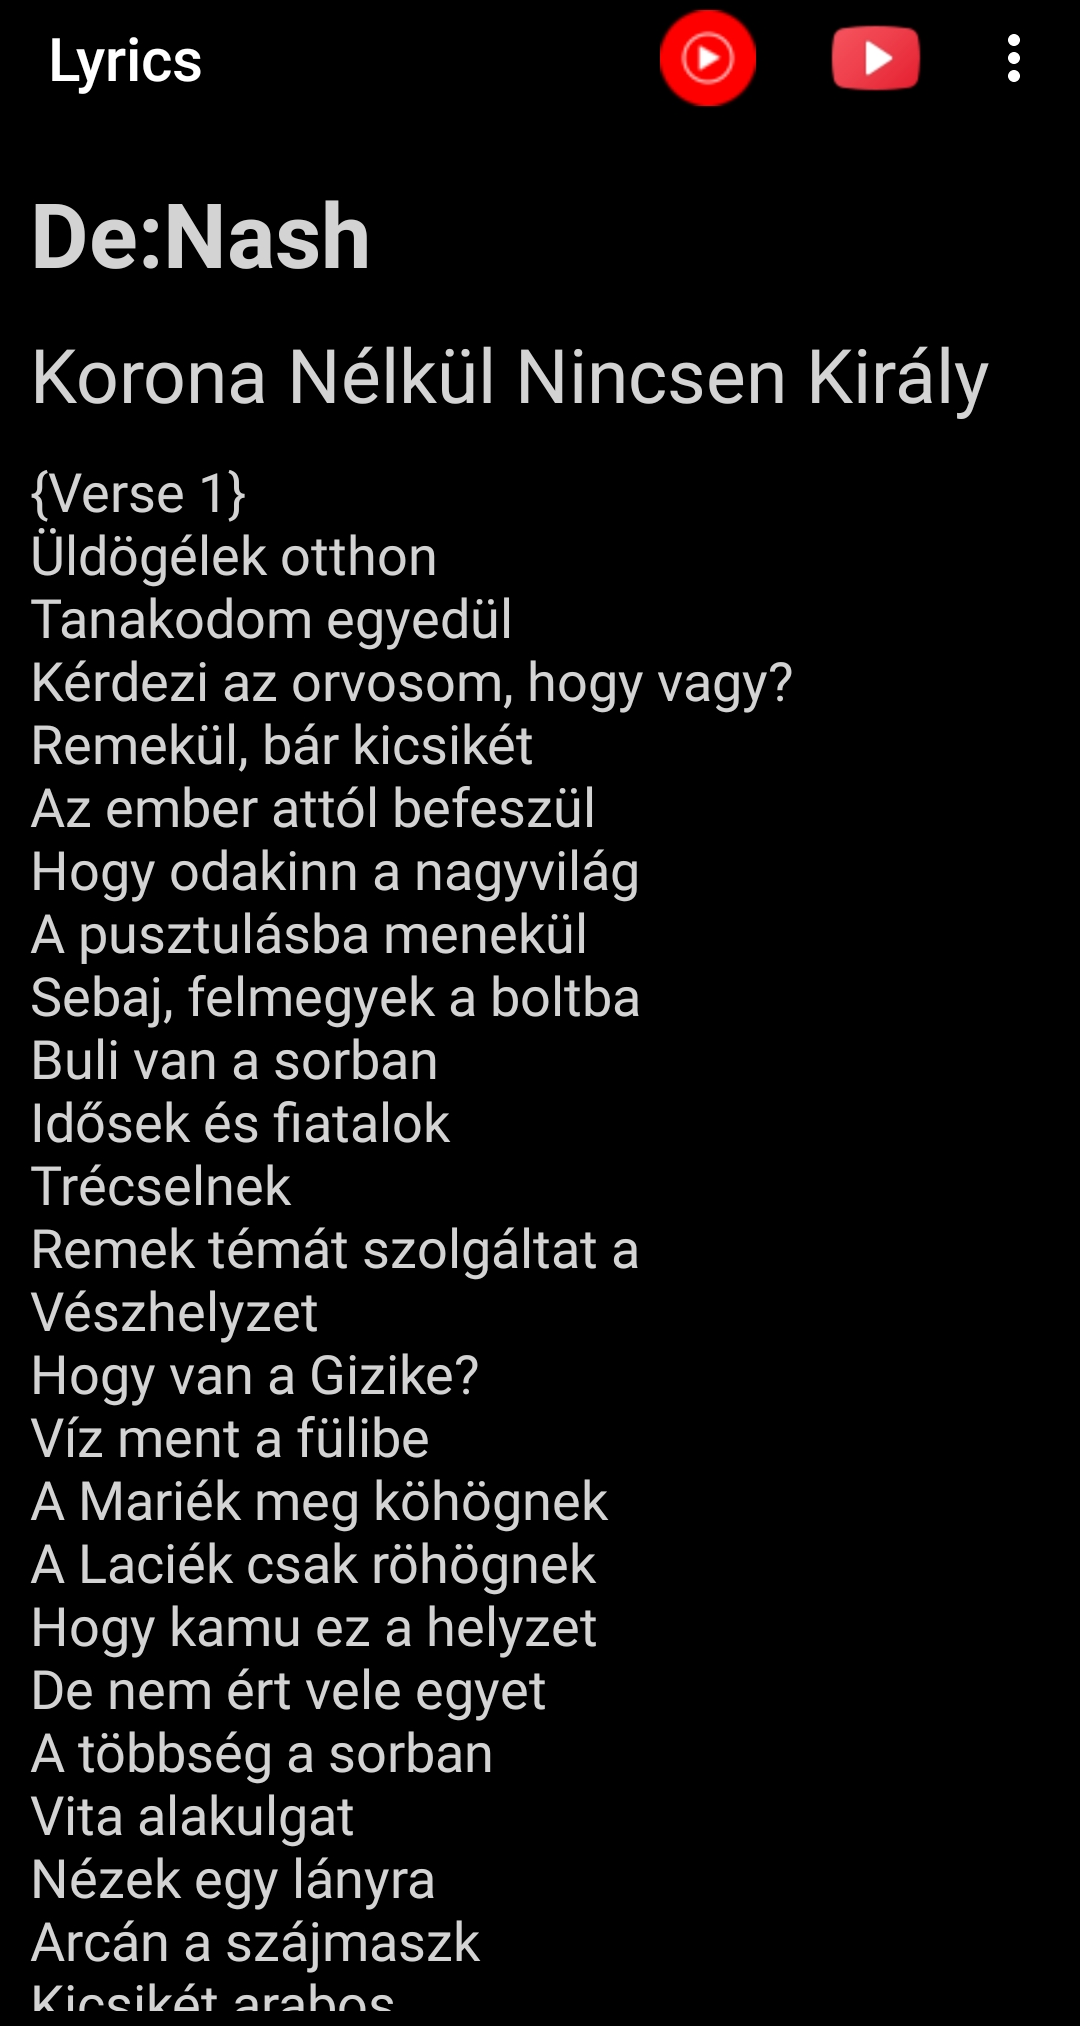 Lyrics
De:Nash
Korona Nélkül Nincsen Király
{Verse 1}
Üldögélek otthon
Tanakodom egyedül
Kérdezi az orvosom, hogy vagy?
Remekül, bár kicsikét
Az ember attól befeszül
Hogy odakinn a nagyvilág
A pusztulásba menekül
Sebaj, felmegyek a boltba
Buli van a sorban
Idősek és fiatalok
Trécselnek
Remek témát szolgáltat a
Vészhelyzet
Hogy van a Gizike?
Víz ment a fülibe
A Mariék meg köhögnek
A Laciék csak röhögnek
Hogy kamu ez a helyzet
De nem ért vele egyet
A többség a sorban
Vita alakulgat
Nézek egy lányra
Arcán a szájmaszk
Kicsikét arabos